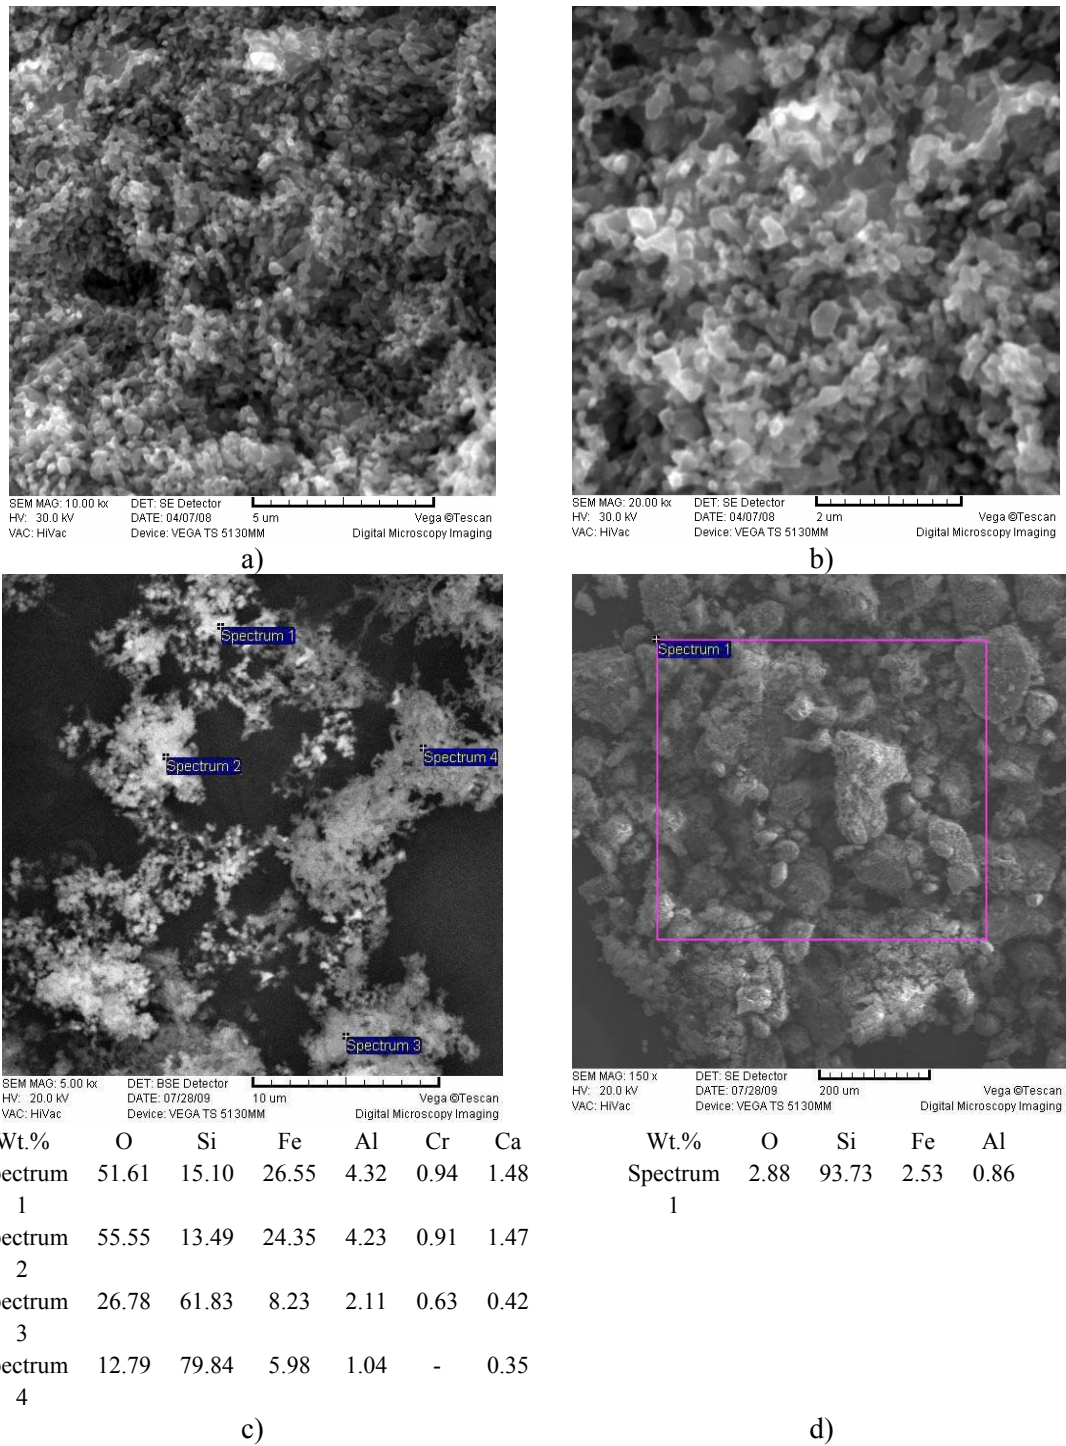 SEM MAG: 10.00 kx DET: SE Detector
HV: 30.0 kV DATE: 04/07/08 5 um Vega ©Tescan
VAC: HiVac Device: VEGA TS 5130MM Digital Microscopy Imaging
SEM MAG: 20.00 kx DET: SE Detector
HV: 30.0 kV DATE: 04/07/08 2 um Vega ©Tescan
VAC: HiVac Device: VEGA TS 5130MM Digital Microscopy Imaging
a)
b)
Spectrum 1
Spectrum 2
Spectrum 4
Spectrum 3
Spectrum 1
SEM MAG: 5.00 kx DET: BSE Detector
HV: 20.0 kV DATE: 07/28/09 10 um Vega ©Tescan
VAC: HiVac Device: VEGA TS 5130MM Digital Microscopy Imaging
SEM MAG: 150 x DET: SE Detector
HV: 20.0 kV DATE: 07/28/09 200 um Vega ©Tescan
VAC: HiVac Device: VEGA TS 5130MM Digital Microscopy Imaging
Wt.% O Si Fe Al Cr Ca
ectrum 51.61 15.10 26.55 4.32 0.94 1.48
1
ectrum 55.55 13.49 24.35 4.23 0.91 1.47
2
ectrum 26.78 61.83 8.23 2.11 0.63 0.42
3
ectrum 12.79 79.84 5.98 1.04 - 0.35
4
Wt.% O Si Fe Al
Spectrum 2.88 93.73 2.53 0.86
1
c)
d)